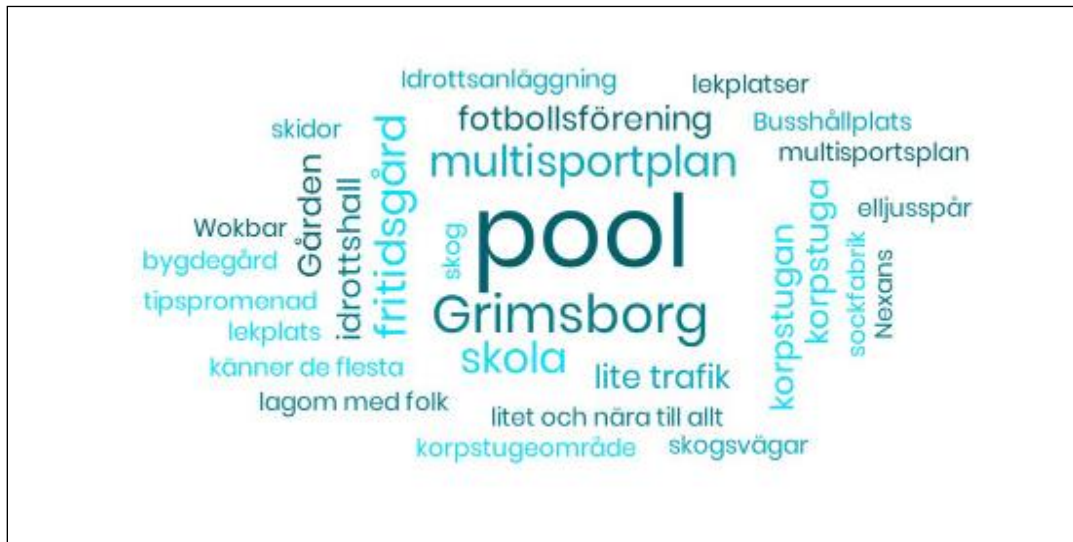 Idrottsanläggning
lekplatser
fotbollsförening
Busshållplats
skidor
multisportplan
multisportsplan
fritidsgård
Gården
idrottshall
pool
korpstuga
elljusspår
Wokbar
skog
korpstugan
bygdegård
sockfabrik
Nexans
tipspromenad
Grimsborg
lekplats
skola
känner de flesta
lite trafik
lagom med folk
litet och nära till allt
korpstugeområde
skogsvägar